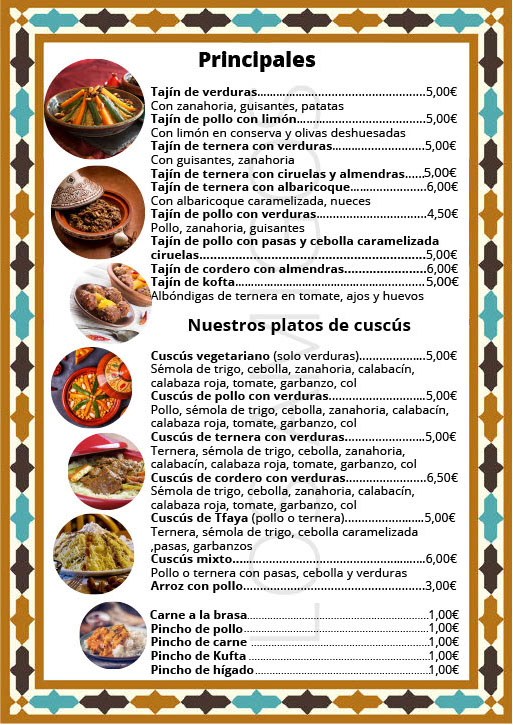 Principales
Tajín de verduras.............................................5,00€
Con zanahoria, guisantes, patatas
Tajín de pollo con limón..................................5,00€
Con limón en conserva y olivas deshuesadas
Tajín de ternera con verduras.........................5,00€
Con guisantes, zanahoria
Tajín de ternera con ciruelas y almendras......5,00€
Tajín de ternera con albaricoque....................6,00€
Con albaricoque caramelizada, nueces
Tajín de pollo con verduras.............................4,50€
Pollo, zanahoria, guisantes
Tajín de pollo con pasas y cebolla caramelizada
ciruelas............................................................5,00€
Tajín de cordero con almendras......................6,00€
Tajín de kofta...................................................5,00€
Albóndigas de ternera en tomate, ajos y huevos
Nuestros platos de cuscús
Cuscús vegetariano (solo verduras)....................5,00€
Sémola de trigo, cebolla, zanahoria, calabacín,
calabaza roja, tomate, garbanzo, col
Cuscús de pollo con verduras..........................5,00€
Pollo, sémola de trigo, cebolla, zanahoria, calabacín,
calabaza roja, tomate, garbanzo, col
Cuscús de ternera con verduras......................5,00€
Ternera, sémola de trigo, cebolla, zanahoria,
calabacín, calabaza roja, tomate, garbanzo, col
Cuscús de cordero con verduras......................6,50€
Sémola de trigo, cebolla, zanahoria, calabacín,
calabaza roja, tomate, garbanzo, col
Cuscús de Tfaya (pollo o ternera)........................5,00€
Ternera, sémola de trigo, cebolla caramelizada
,pasas, garbanzos
Cuscús mixto....................................................6,00€
Pollo o ternera con pasas, cebolla y verduras
Arroz con pollo.................................................3,00€
Carne a la brasa......................................................1,00€
Pincho de pollo.......................................................1,00€
Pincho de carne .....................................................1,00€
Pincho de Kufta ......................................................1,00€
Pincho de hígado....................................................1,00€